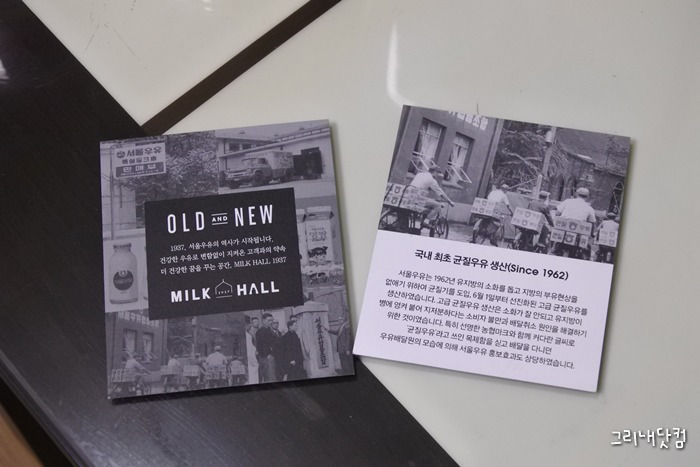 서울우유
OLD AND NEW
1937, 서울우유의 역사가 시작됩니다.
건강한 우유로 변함없이 지켜온 고객과의 약속
더 건강한 꿈을 꾸는 공간, MILK HALL 1937
MILK 1937 HALL
국내 최초 균질우유 생산(Since 1962)
서울우유는 1962년 유지방의 소화를 돕고 지방의 부유현상을
없애기 위하여 균질기를 도입, 6월 1일부터 선진화된 고급 균질우유를
생산하였습니다. 고급 균질우유 생산은 소화가 잘 안되고 유지방이
병에 엉켜 붙어 지저분하다는 소비자 불만과 배달취소 원인을 해결하기
위한 것이었습니다. 특히 선명한 농협마크와 함께 커다란 글씨로
'균질우유'라고 쓰인 목제함을 싣고 배달을 다니던
우유배달원의 모습에 의해 서울우유 홍보효과도 상당하였습니다.
그리내닷컴